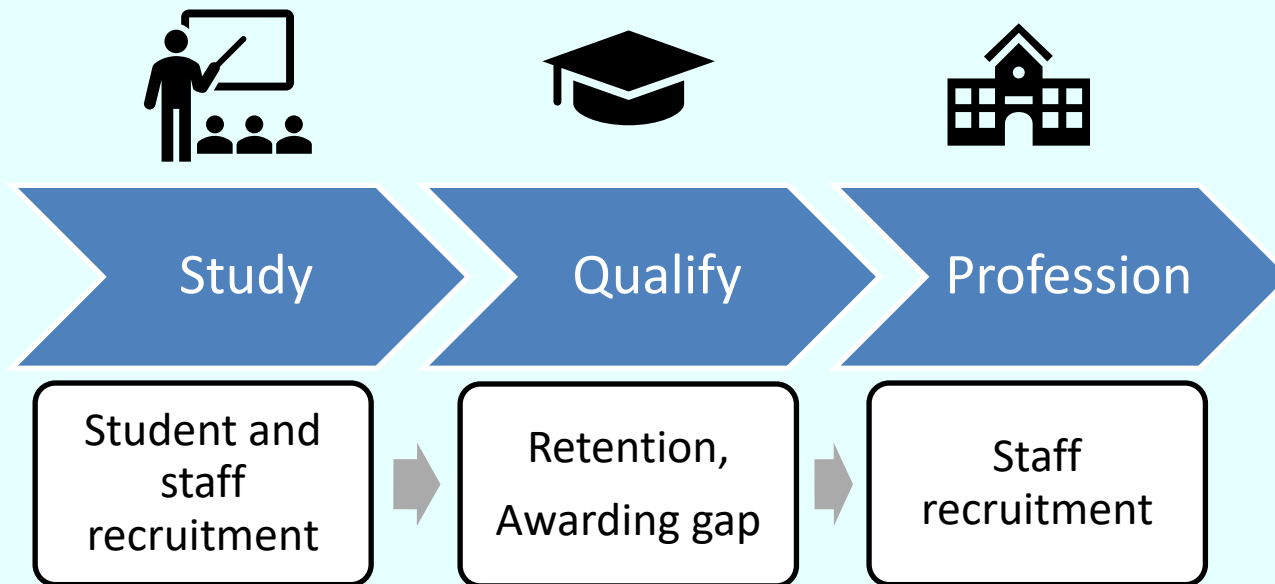 Study
Qualify
Profession
Student and
staff
recruitment
Retention,
Awarding gap
Staff
recruitment